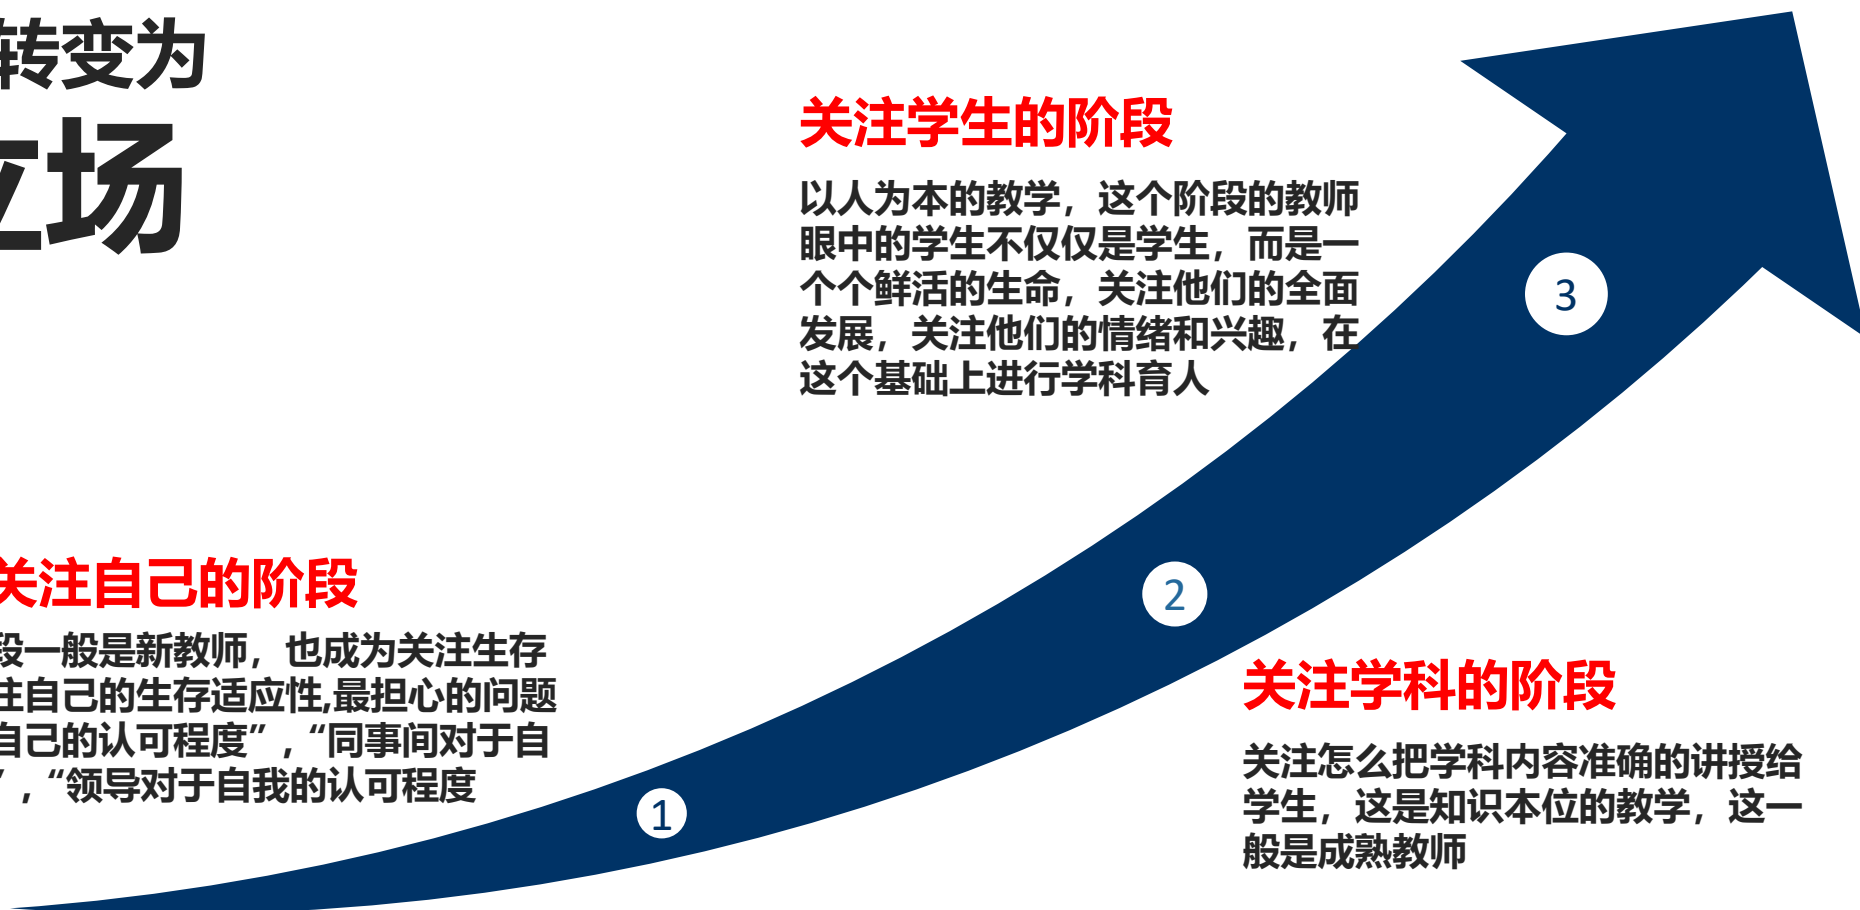 转变为
立场
关注学生的阶段
以人为本的教学，这个阶段的教师
眼中的学生不仅仅是学生，而是一
个个鲜活的生命，关注他们的全面
发展，关注他们的情绪和兴趣，在
这个基础上进行学科育人
3
2
关注自己的阶段
段一般是新教师，也成为关注生存
注自己的生存适应性,最担心的问题
自己的认可程度”，“同事间对于自
”，“领导对于自我的认可程度
1
关注学科的阶段
关注怎么把学科内容准确的讲授给
学生，这是知识本位的教学，这一
般是成熟教师